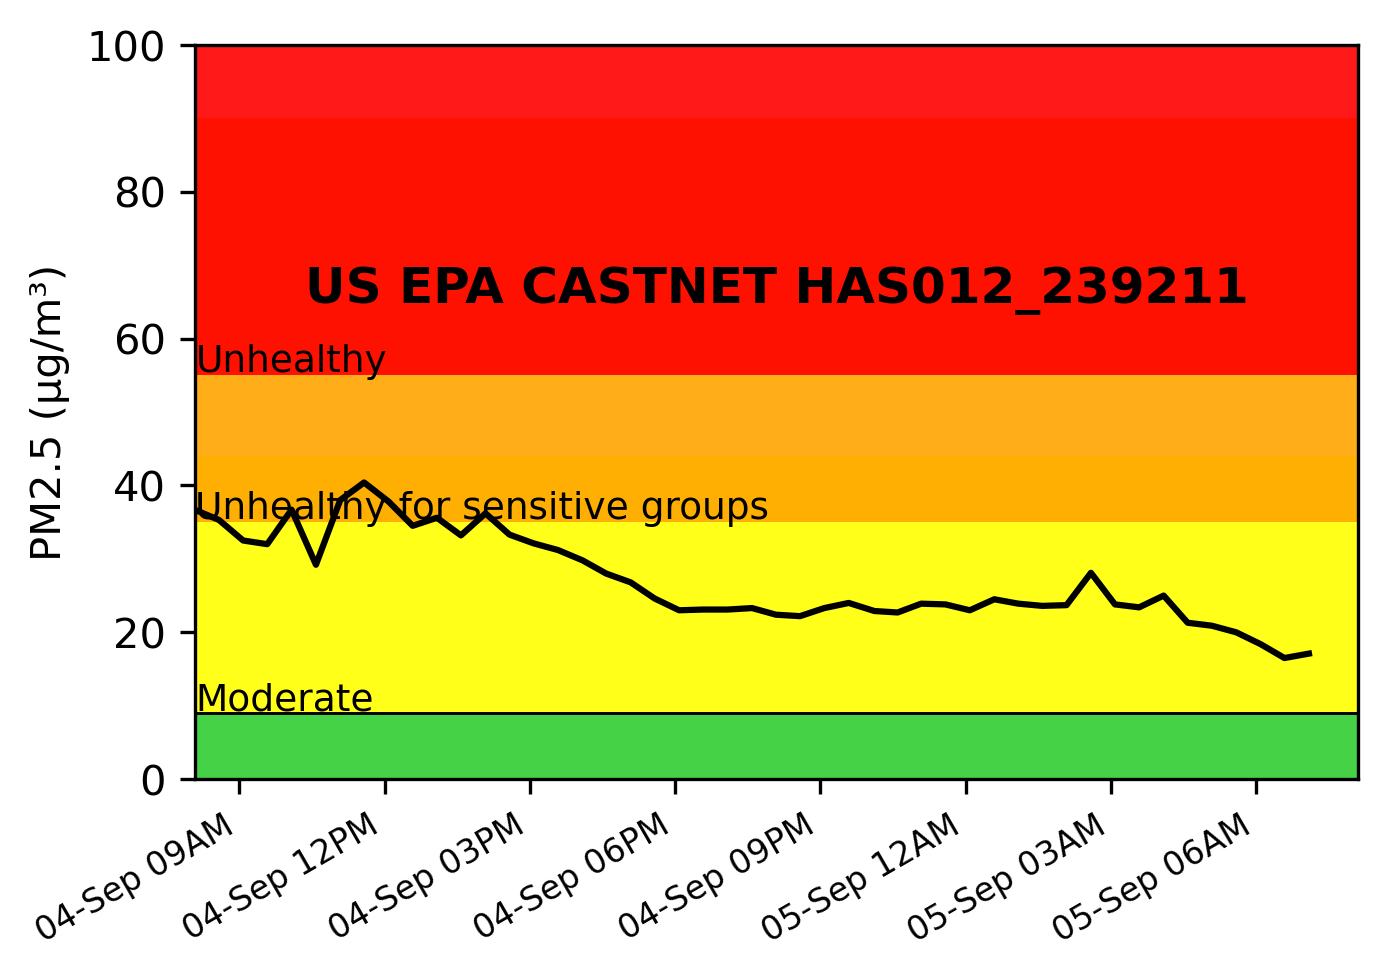 100
80
60
40
20
0
PM2.5 (µg/m³)
US EPA CASTNET HAS012_239211
Unhealthy
Unhealthy for sensitive groups
Moderate
04-Sep 09AM
04-Sep 12PM
04-Sep 03PM
04-Sep 06PM
04-Sep 09PM
05-Sep 12AM
05-Sep 03AM
05-Sep 06AM